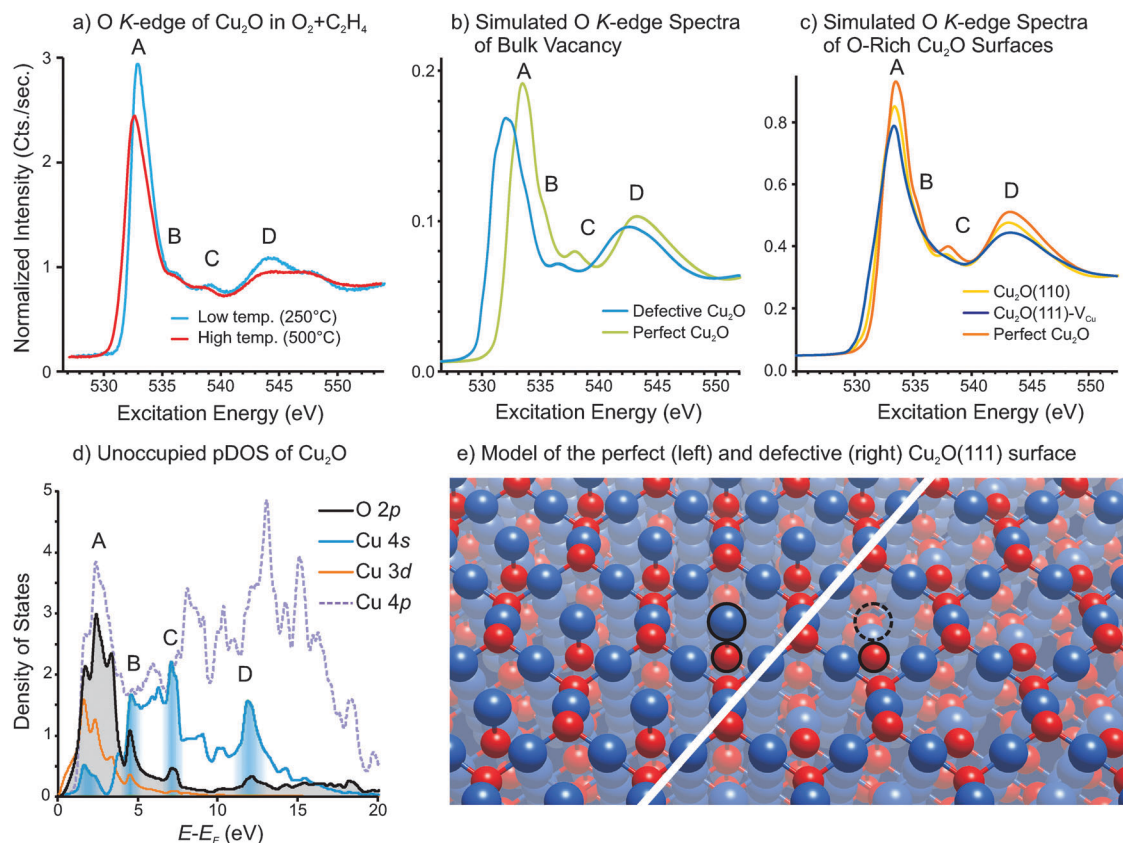 a) O K-edge of Cu₂O in O₂+C₂H₄
A
3
2
1
0
Normalized Intensity (Cts./sec.)
B
C
D
Low temp. (250°C)
High temp. (500°C)
530 535 540 545 550
Excitation Energy (eV)
b) Simulated O K-edge Spectra
of Bulk Vacancy
0.2
0.1
0.0
A
B
C
D
Defective Cu₂O
Perfect Cu₂O
530 535 540 545 550
Excitation Energy (eV)
c) Simulated O K-edge Spectra
of O-Rich Cu₂O Surfaces
A
0.8
0.6
0.4
0.2
0.0
B
C
D
Cu₂O(110)
Cu₂O(111)-V_Cu
Perfect Cu₂O
530 535 540 545 550
Excitation Energy (eV)
d) Unoccupied pDOS of Cu₂O
5
4
3
2
1
0
Density of States
A
B
C
D
O 2p
Cu 4s
Cu 3d
Cu 4p
0 5 10 15 20
E-E_F (eV)
e) Model of the perfect (left) and defective (right) Cu₂O(111) surface